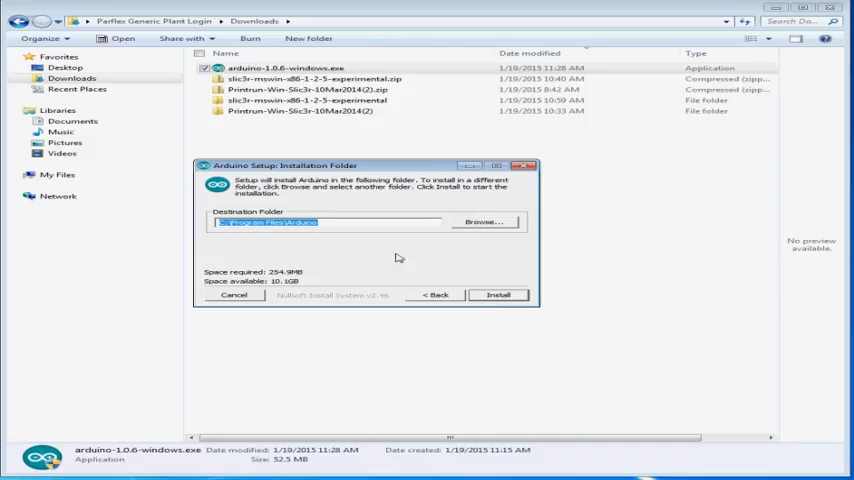 Parflex Generic Plant Login ▸ Downloads ▸
Search Do...
Organize Open Share with Burn New folder
Favorites
Desktop
Downloads
Recent Places
Libraries
Documents
Music
Pictures
Videos
My Files
Network
Name Date modified Type
arduino-1.0.6-windows.exe 1/19/2015 11:28 AM Application
slic3r-mswin-x86-1-2-5-experimental.zip 1/19/2015 10:40 AM Compressed (zipp
Printrun-Win-Slic3r-10Mar2014(2).zip 1/19/2015 8:42 AM Compressed (zipp
slic3r-mswin-x86-1-2-5-experimental 1/19/2015 10:59 AM File folder
Printrun-Win-Slic3r-10Mar2014(2) 1/19/2015 10:33 AM File folder
Arduino Setup: Installation Folder
Setup will install Arduino in the following folder. To install in a different
folder, click Browse and select another folder. Click Install to start the
installation.
Destination Folder
C:\Program Files\Arduino Browse...
Space required: 254.9MB
Space available: 10.1GB
Cancel Nullsoft Install System v2.46 < Back Install
No preview
available.
arduino-1.0.6-windows.exe Date modified: 1/19/2015 11:28 AM Date created: 1/19/2015 11:15 AM
Application Size: 52.5 MB